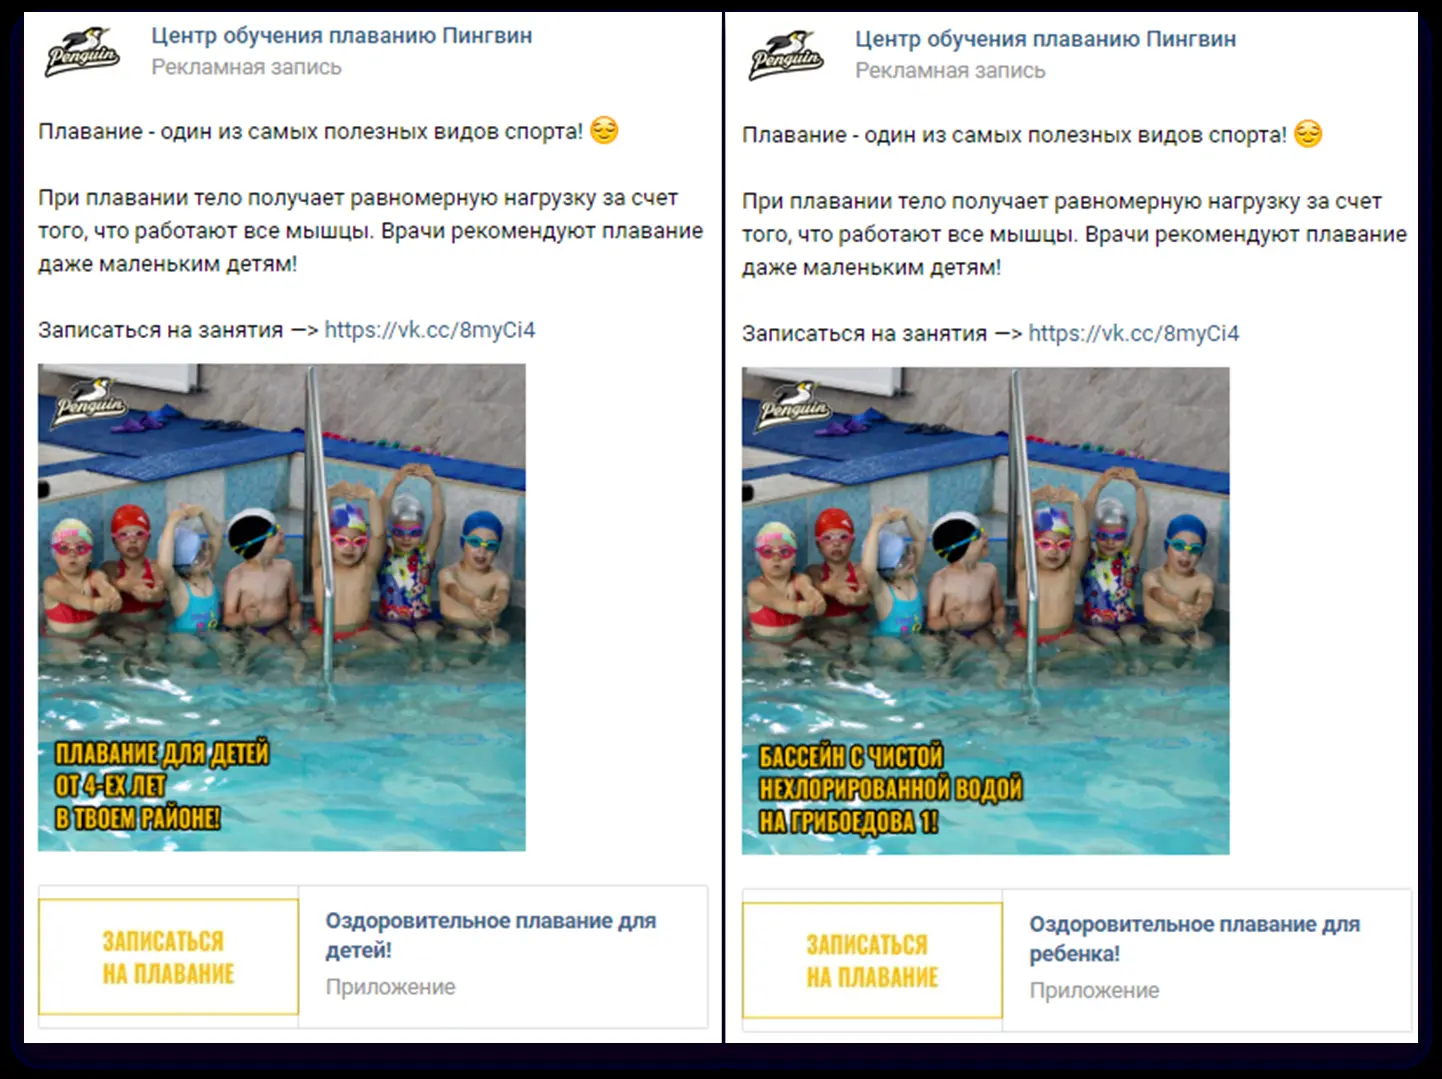 Penguin
Центр обучения плаванию Пингвин
Рекламная запись
Плавание - один из самых полезных видов спорта! 😌
При плавании тело получает равномерную нагрузку за счет
того, что работают все мышцы. Врачи рекомендуют плавание
даже маленьким детям!
Записаться на занятия —> https://vk.cc/8myCi4
Penguin
ПЛАВАНИЕ ДЛЯ ДЕТЕЙ
ОТ 4-ЕХ ЛЕТ
В ТВОЕМ РАЙОНЕ!
ЗАПИСАТЬСЯ
НА ПЛАВАНИЕ
Оздоровительное плавание для
детей!
Приложение
Penguin
Центр обучения плаванию Пингвин
Рекламная запись
Плавание - один из самых полезных видов спорта! 😌
При плавании тело получает равномерную нагрузку за счет
того, что работают все мышцы. Врачи рекомендуют плавание
даже маленьким детям!
Записаться на занятия —> https://vk.cc/8myCi4
Penguin
БАССЕЙН С ЧИСТОЙ
НЕХЛОРИРОВАННОЙ ВОДОЙ
НА ГРИБОЕДОВА 1!
ЗАПИСАТЬСЯ
НА ПЛАВАНИЕ
Оздоровительное плавание для
ребенка!
Приложение